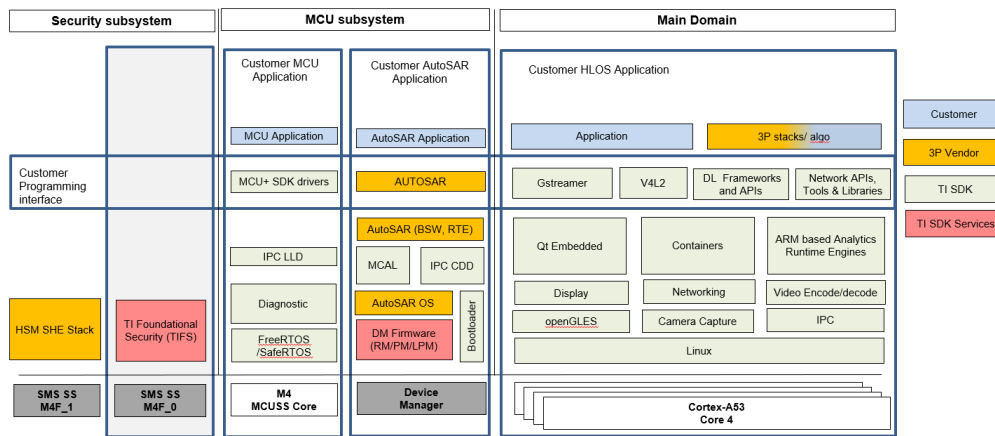 Security subsystem
MCU subsystem
Main Domain
Customer MCU
Application
Customer AutoSAR
Application
Customer HLOS Application
MCU Application
AutoSAR Application
Application
3P stacks/ algo
Customer
3P Vendor
TI SDK
TI SDK Services
Customer
Programming
interface
MCU+ SDK drivers
AUTOSAR
Gstreamer
V4L2
DL Frameworks
and APIs
Network APIs,
Tools & Libraries
AutoSAR (BSW, RTE)
IPC LLD
MCAL
IPC CDD
Qt Embedded
Containers
ARM based Analytics
Runtime Engines
HSM SHE Stack
TI Foundational
Security (TIFS)
Diagnostic
FreeRTOS
/SafeRTOS
AutoSAR OS
DM Firmware
(RM/PM/LPM)
Bootloader
Display
Networking
Video Encode/decode
openGLES
Camera Capture
IPC
Linux
SMS SS
M4F_1
SMS SS
M4F_0
M4
MCUSS Core
Device
Manager
Cortex-A53
Core 4